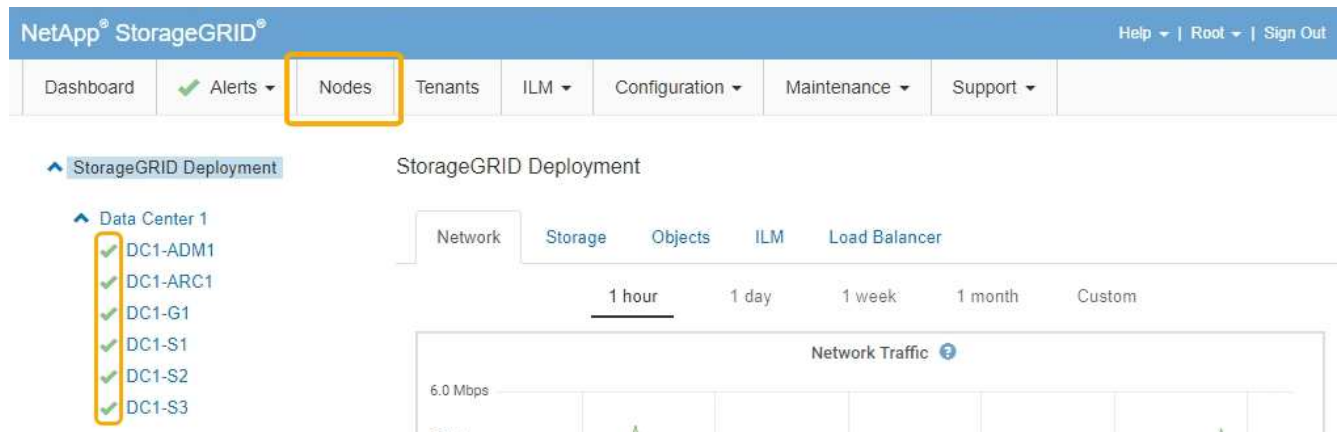 NetApp® StorageGRID®
Help | Root | Sign Out
Dashboard Alerts Nodes Tenants ILM Configuration Maintenance Support
StorageGRID Deployment
StorageGRID Deployment
Data Center 1
DC1-ADM1
DC1-ARC1
DC1-G1
DC1-S1
DC1-S2
DC1-S3
Network Storage Objects ILM Load Balancer
1 hour 1 day 1 week 1 month Custom
Network Traffic
6.0 Mbps